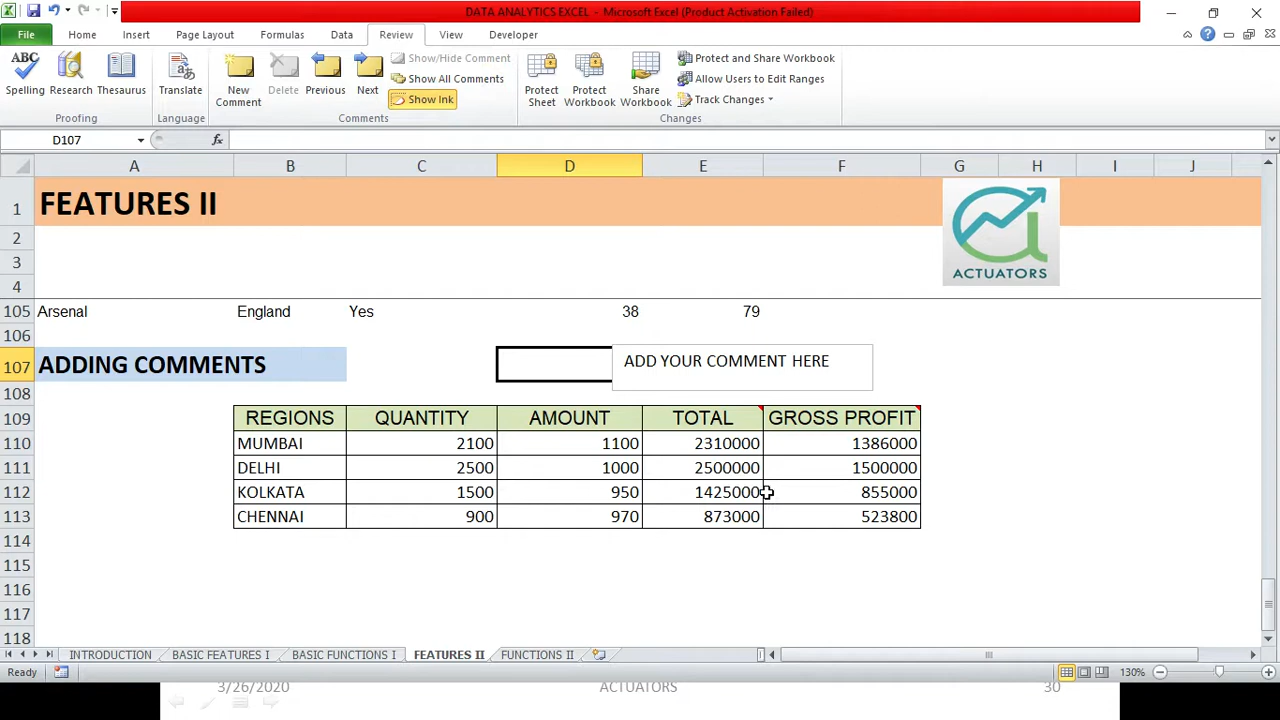 DATA ANALYTICS EXCEL - Microsoft Excel (Product Activation Failed)
File Home Insert Page Layout Formulas Data Review View Developer
Spelling Research Thesaurus Translate New Comment Delete Previous Next
Show/Hide Comment
Show All Comments
Show Ink
Protect Sheet Protect Workbook Share Workbook
Protect and Share Workbook
Allow Users to Edit Ranges
Track Changes
Proofing Language Comments Changes
D107 fx
A B C D E F G H I J
1 FEATURES II
ACTUATORS
2
3
4
105 Arsenal England Yes 38 79
106
107 ADDING COMMENTS ADD YOUR COMMENT HERE
108
109 REGIONS QUANTITY AMOUNT TOTAL GROSS PROFIT
110 MUMBAI 2100 1100 2310000 1386000
111 DELHI 2500 1000 2500000 1500000
112 KOLKATA 1500 950 1425000 855000
113 CHENNAI 900 970 873000 523800
114
115
116
117
118
INTRODUCTION BASIC FEATURES I BASIC FUNCTIONS I FEATURES II FUNCTIONS II
Ready 130%
3/26/2020 ACTUATORS 30